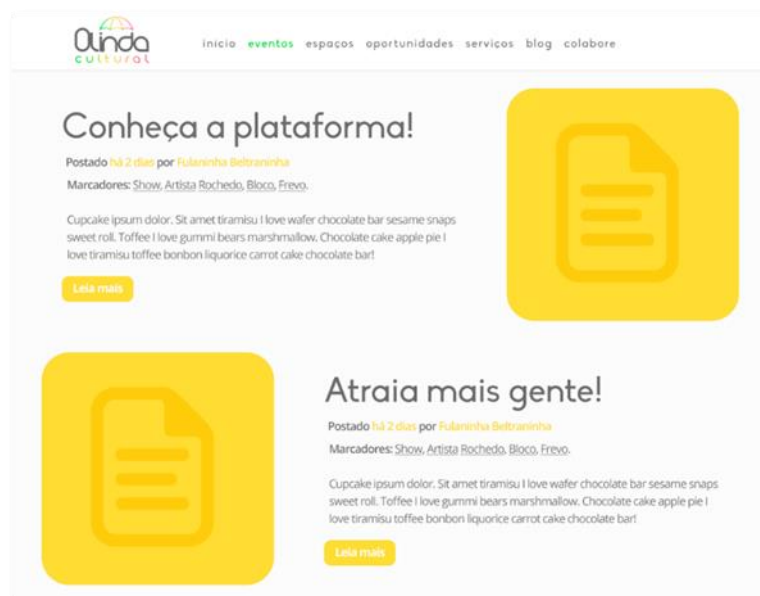 Olinda
cultural
inicio eventos espaços oportunidades serviços blog colabore
Conheça a plataforma!
Postado há 2 dias por Fulaninha Beltraninha
Marcadores: Show, Artista Rochedo, Bloco, Frevo.
Cupcake ipsum dolor. Sit amet tiramisu I love wafer chocolate bar sesame snaps
sweet roll. Toffee I love gummi bears marshmallow. Chocolate cake apple pie I
love tiramisu toffee bonbon liquorice carrot cake chocolate bar!
Leia mais
Atraia mais gente!
Postado há 2 dias por Fulaninha Beltraninha
Marcadores: Show, Artista Rochedo, Bloco, Frevo.
Cupcake ipsum dolor. Sit amet tiramisu I love wafer chocolate bar sesame snaps
sweet roll. Toffee I love gummi bears marshmallow. Chocolate cake apple pie I
love tiramisu toffee bonbon liquorice carrot cake chocolate bar!
Leia mais